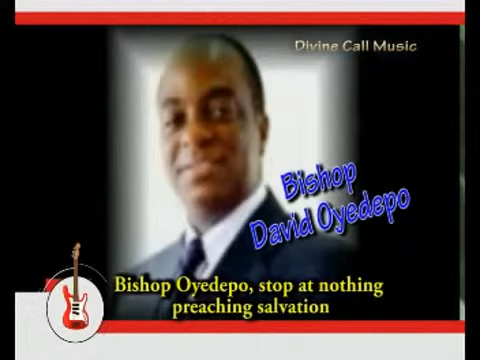 Divine Call Music
Bishop
David Oyedepo
Bishop Oyedepo, stop at nothing
preaching salvation